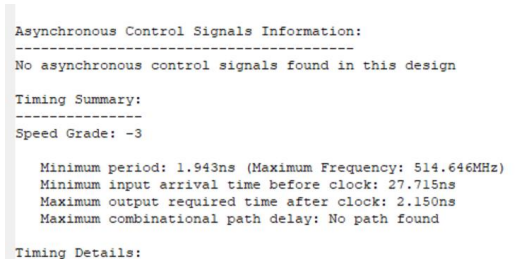 Asynchronous Control Signals Information:
----------------------------------------
No asynchronous control signals found in this design
Timing Summary:
---------------
Speed Grade: -3
Minimum period: 1.943ns (Maximum Frequency: 514.646MHz)
Minimum input arrival time before clock: 27.715ns
Maximum output required time after clock: 2.150ns
Maximum combinational path delay: No path found
Timing Details: